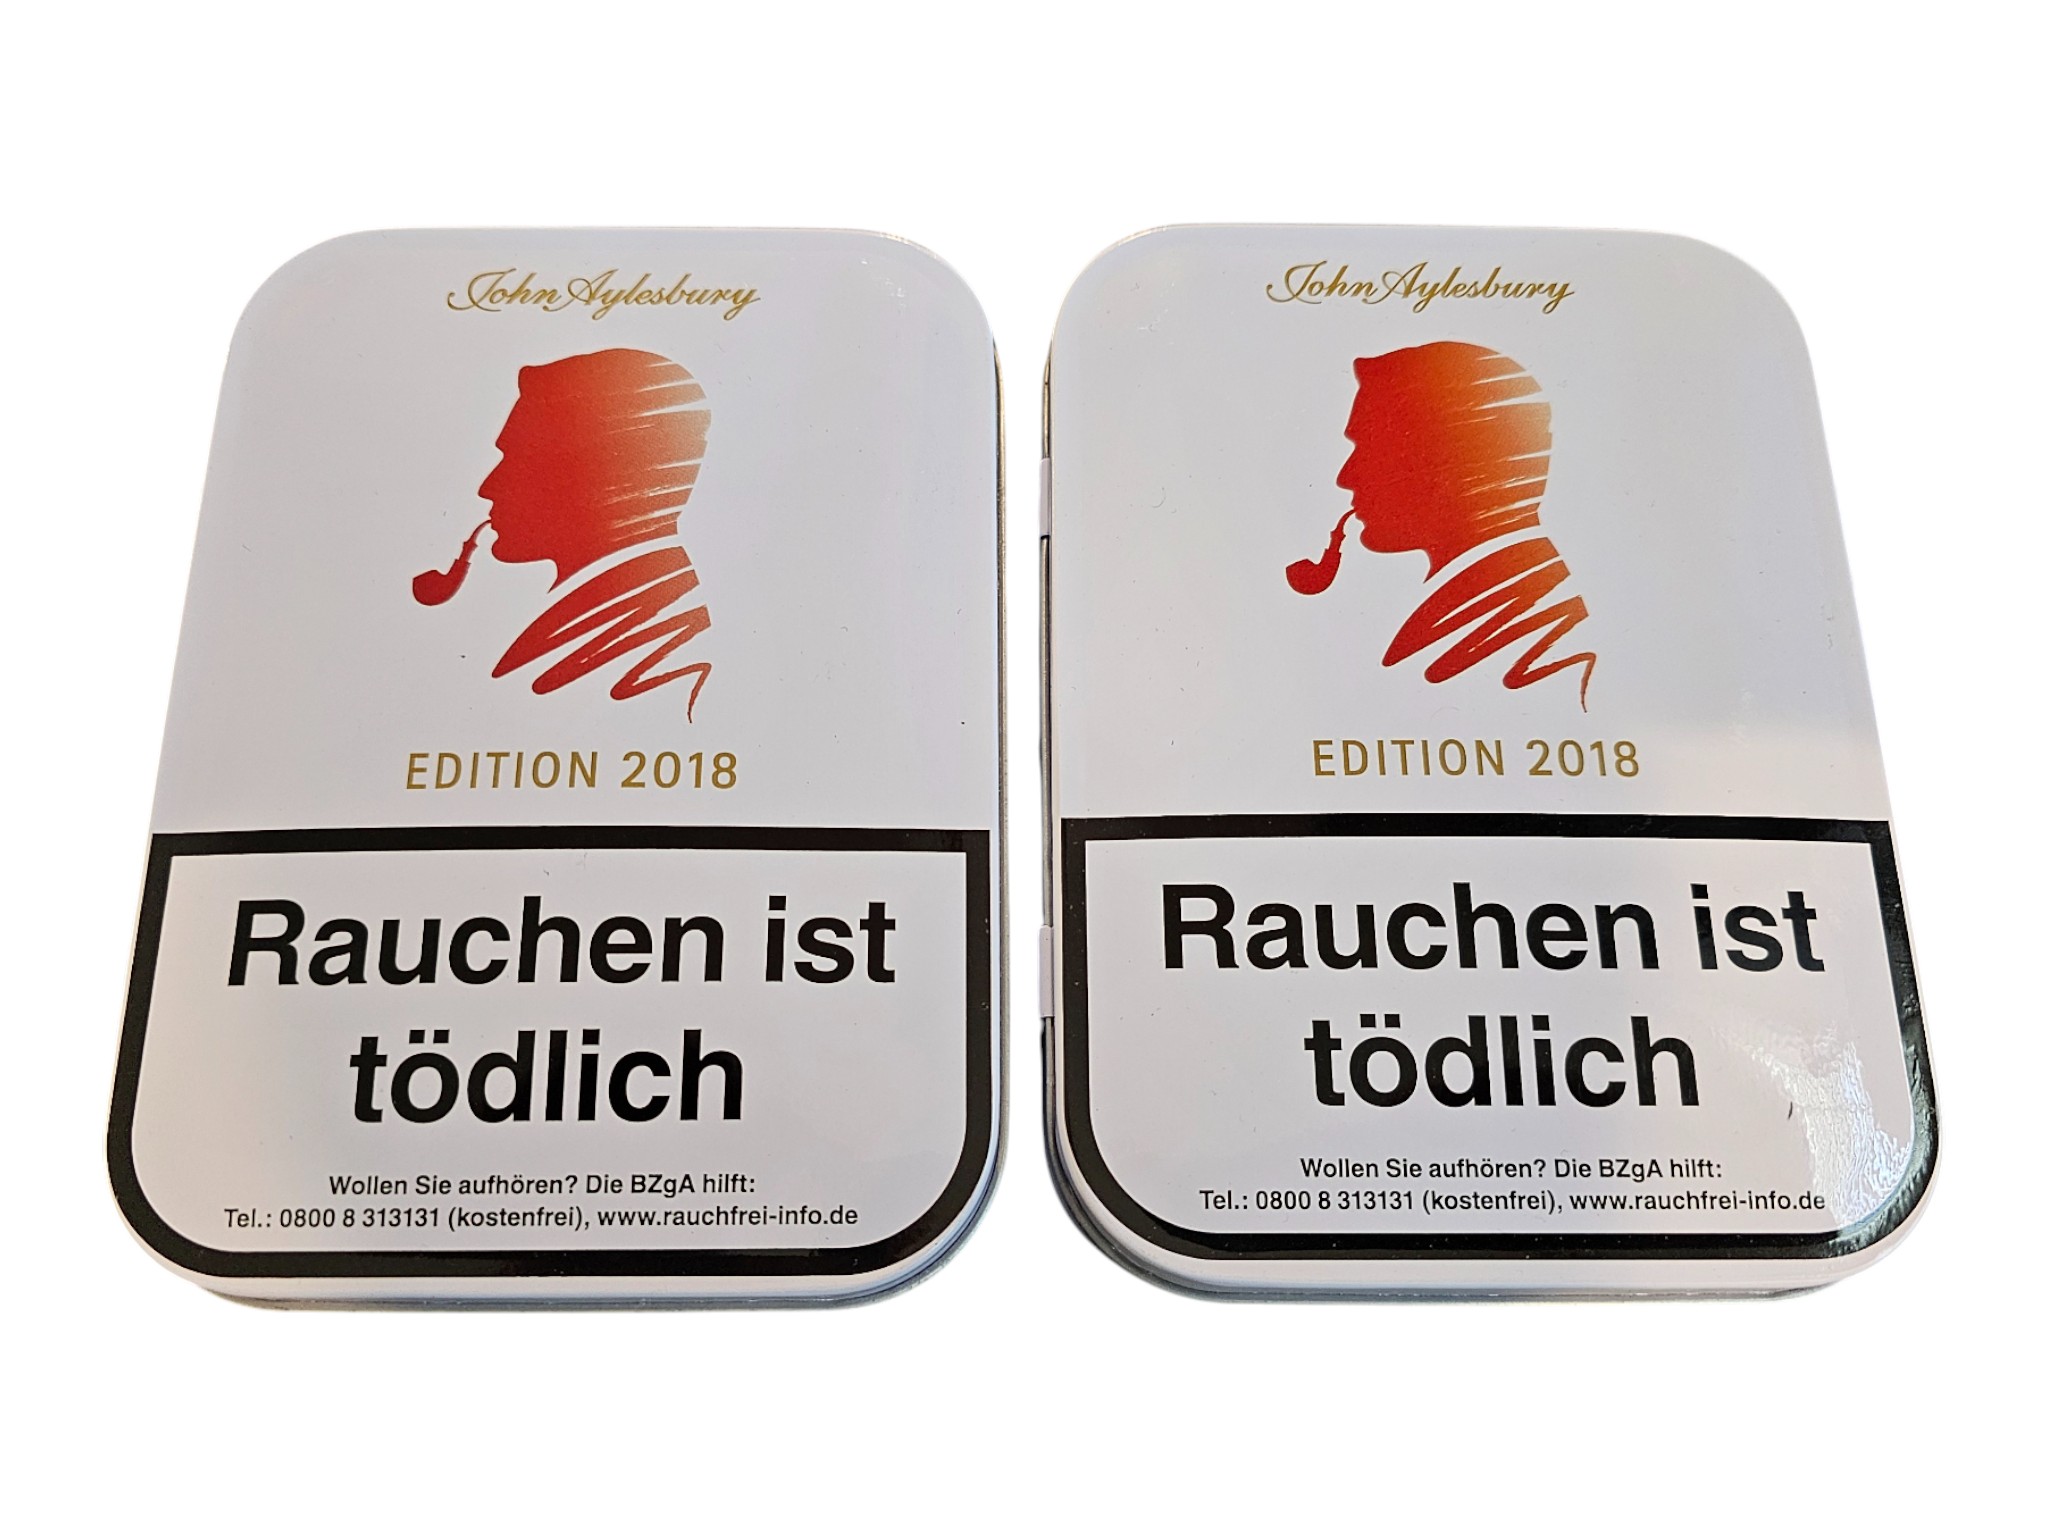 John Aylesbury
EDITION 2018
Rauchen ist
tödlich
Wollen Sie aufhören? Die BZgA hilft:
Tel.: 0800 8 313131 (kostenfrei), www.rauchfrei-info.de
John Aylesbury
EDITION 2018
Rauchen ist
tödlich
Wollen Sie aufhören? Die BZgA hilft:
Tel.: 0800 8 313131 (kostenfrei), www.rauchfrei-info.de